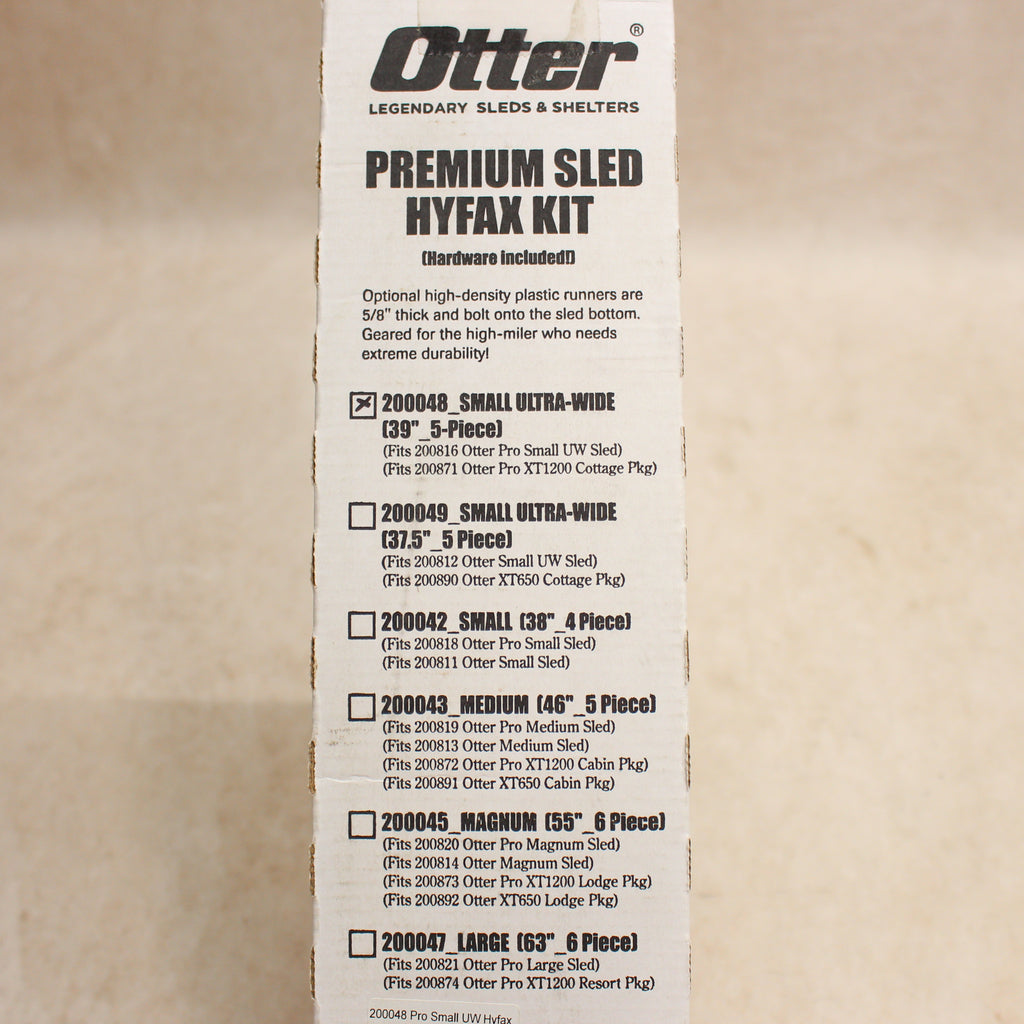 Otter®
LEGENDARY SLEDS & SHELTERS
PREMIUM SLED
HYFAX KIT
(Hardware included!)
Optional high-density plastic runners are
5/8" thick and bolt onto the sled bottom.
Geared for the high-miler who needs
extreme durability!
200048_SMALL ULTRA-WIDE
(39"_5-Piece)
(Fits 200816 Otter Pro Small UW Sled)
(Fits 200871 Otter Pro XT1200 Cottage Pkg)
200049_SMALL ULTRA-WIDE
(37.5"_5 Piece)
(Fits 200812 Otter Small UW Sled)
(Fits 200890 Otter XT650 Cottage Pkg)
200042_SMALL (38"_4 Piece)
(Fits 200818 Otter Pro Small Sled)
(Fits 200811 Otter Small Sled)
200043_MEDIUM (46"_5 Piece)
(Fits 200819 Otter Pro Medium Sled)
(Fits 200813 Otter Medium Sled)
(Fits 200872 Otter Pro XT1200 Cabin Pkg)
(Fits 200891 Otter XT650 Cabin Pkg)
200045_MAGNUM (55"_6 Piece)
(Fits 200820 Otter Pro Magnum Sled)
(Fits 200814 Otter Magnum Sled)
(Fits 200873 Otter Pro XT1200 Lodge Pkg)
(Fits 200892 Otter XT650 Lodge Pkg)
200047_LARGE (63"_6 Piece)
(Fits 200821 Otter Pro Large Sled)
(Fits 200874 Otter Pro XT1200 Resort Pkg)
200048 Pro Small UW Hyfax